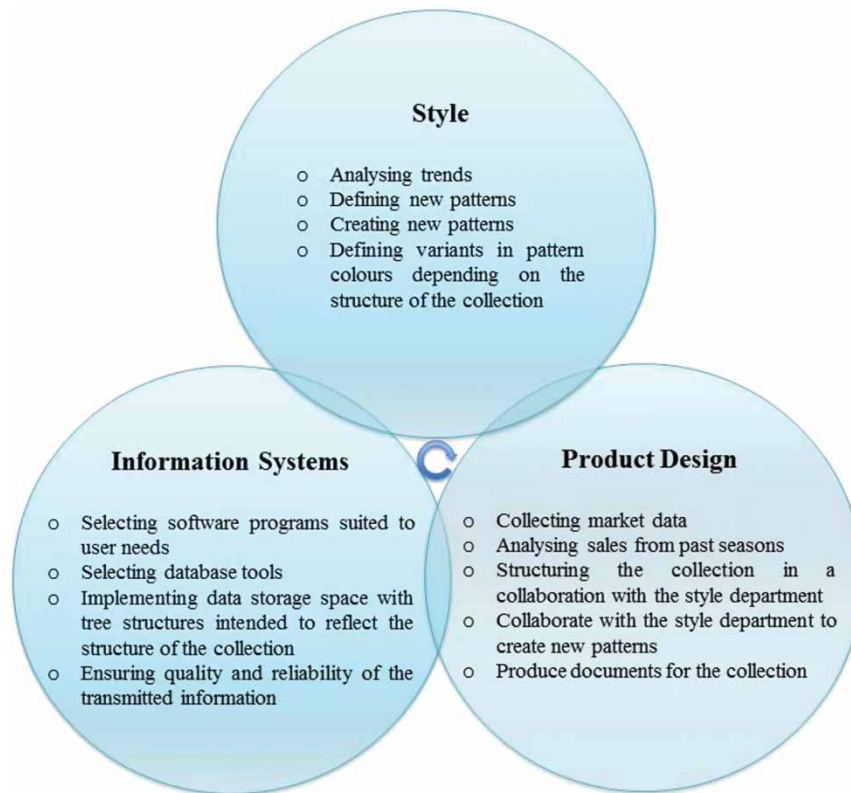 Style
o Analysing trends
o Defining new patterns
o Creating new patterns
o Defining variants in pattern
colours depending on the
structure of the collection
Information Systems
o Selecting software programs suited to
user needs
o Selecting database tools
o Implementing data storage space with
tree structures intended to reflect the
structure of the collection
o Ensuring quality and reliability of the
transmitted information
Product Design
o Collecting market data
o Analysing sales from past seasons
o Structuring the collection in a
collaboration with the style department
o Collaborate with the style department to
create new patterns
o Produce documents for the collection